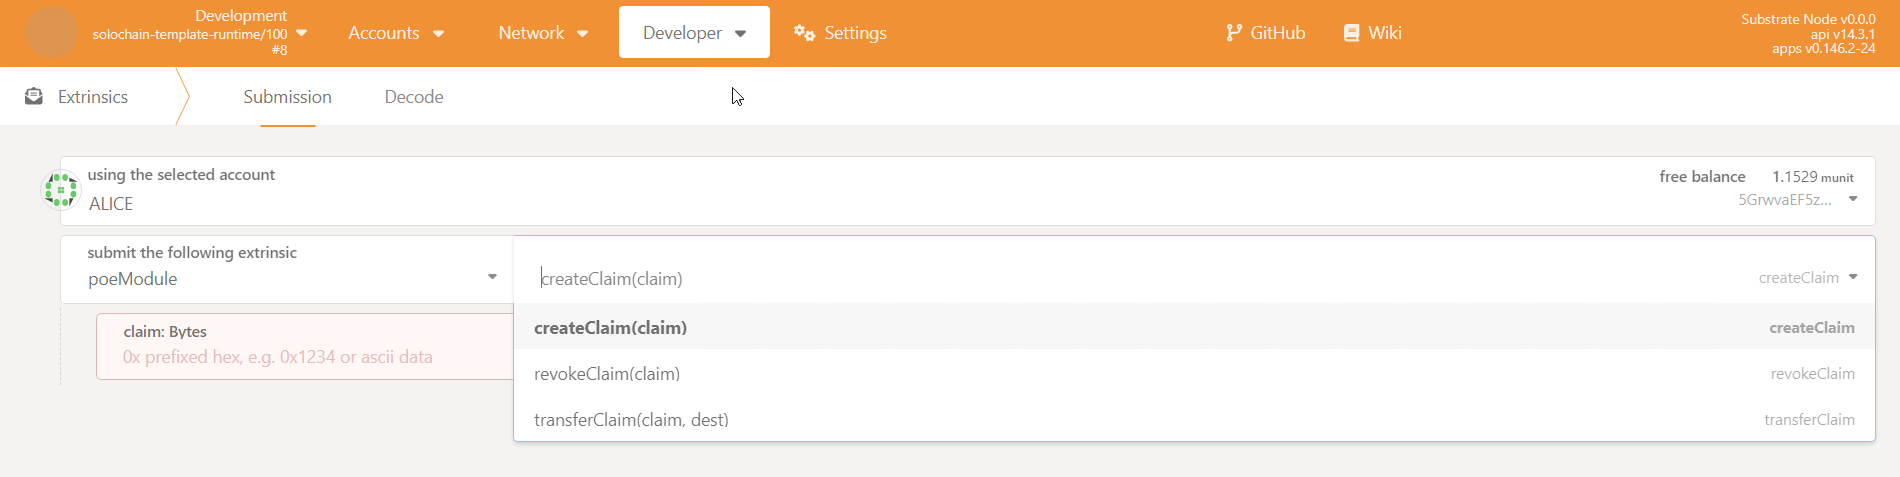 Development
solochain-template-runtime/100
#8
Accounts
Network
Developer
Settings
GitHub
Wiki
Substrate Node v0.0.0
api v14.3.1
apps v0.146.2-24
Extrinsics
Submission
Decode
using the selected account
ALICE
free balance 1.1529 munit
5GrwvaEF5z...
submit the following extrinsic
poeModule
createClaim(claim) createClaim
claim: Bytes
0x prefixed hex, e.g. 0x1234 or ascii data
createClaim(claim) createClaim
revokeClaim(claim) revokeClaim
transferClaim(claim, dest) transferClaim